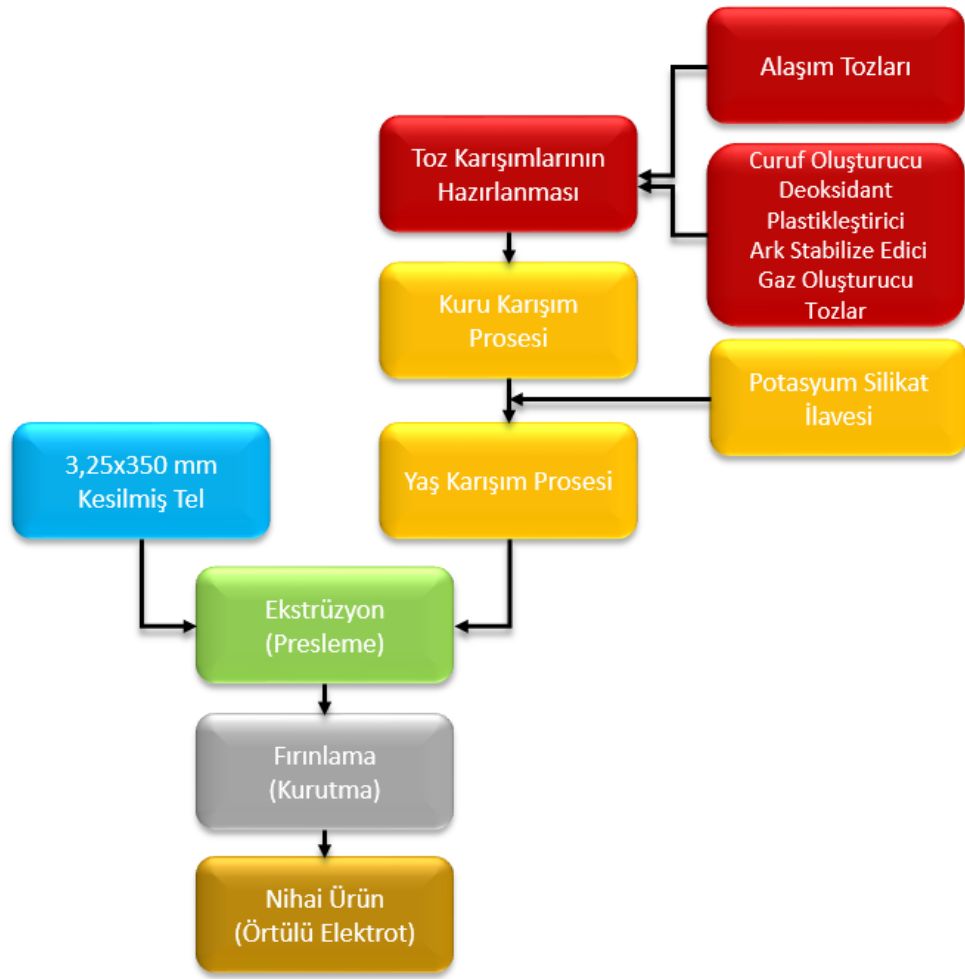 Alaşım Tozları
Toz Karışımlarının
Hazırlanması
Curuf Oluşturucu
Deoksidant
Plastikleştirici
Ark Stabilize Edici
Gaz Oluşturucu
Tozlar
Kuru Karışım
Prosesi
Potasyum Silikat
İlavesi
3,25x350 mm
Kesilmiş Tel
Yaş Karışım Prosesi
Ekstrüzyon
(Presleme)
Fırınlama
(Kurutma)
Nihai Ürün
(Örtülü Elektrot)